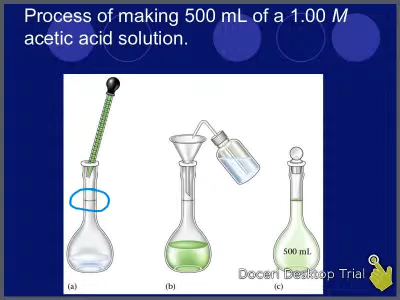 Process of making 500 mL of a 1.00 M
acetic acid solution.
500 mL
Doceri Desktop Trial
(a) (b) (c)